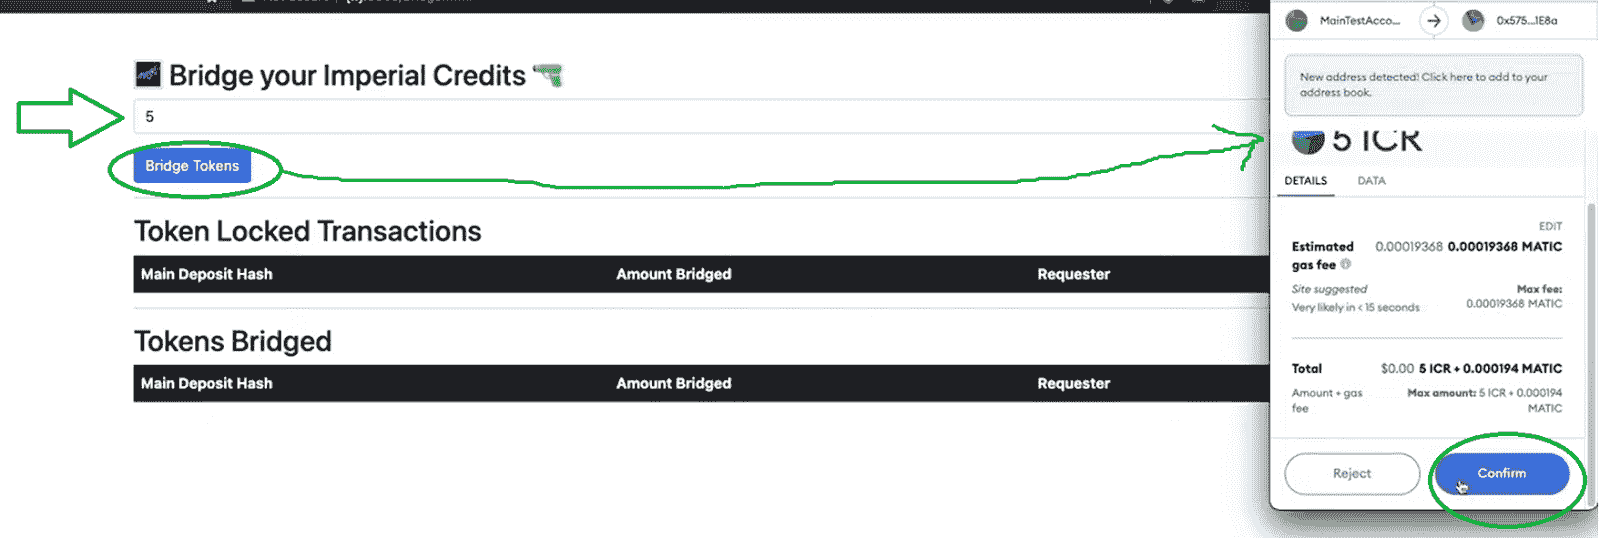 Bridge your Imperial Credits
5
Bridge Tokens
Token Locked Transactions
Main Deposit Hash Amount Bridged Requester
Tokens Bridged
Main Deposit Hash Amount Bridged Requester
MainTestAcco... 0x575...1E8a
New address detected! Click here to add to your
address book.
5 ICR
DETAILS DATA
EDIT
Estimated 0.00019368 0.00019368 MATIC
gas fee
Site suggested Max fee:
Very likely in < 15 seconds 0.00019368 MATIC
Total $0.00 5 ICR + 0.000194 MATIC
Amount + gas Max amount: 5 ICR + 0.000194
fee MATIC
Reject Confirm